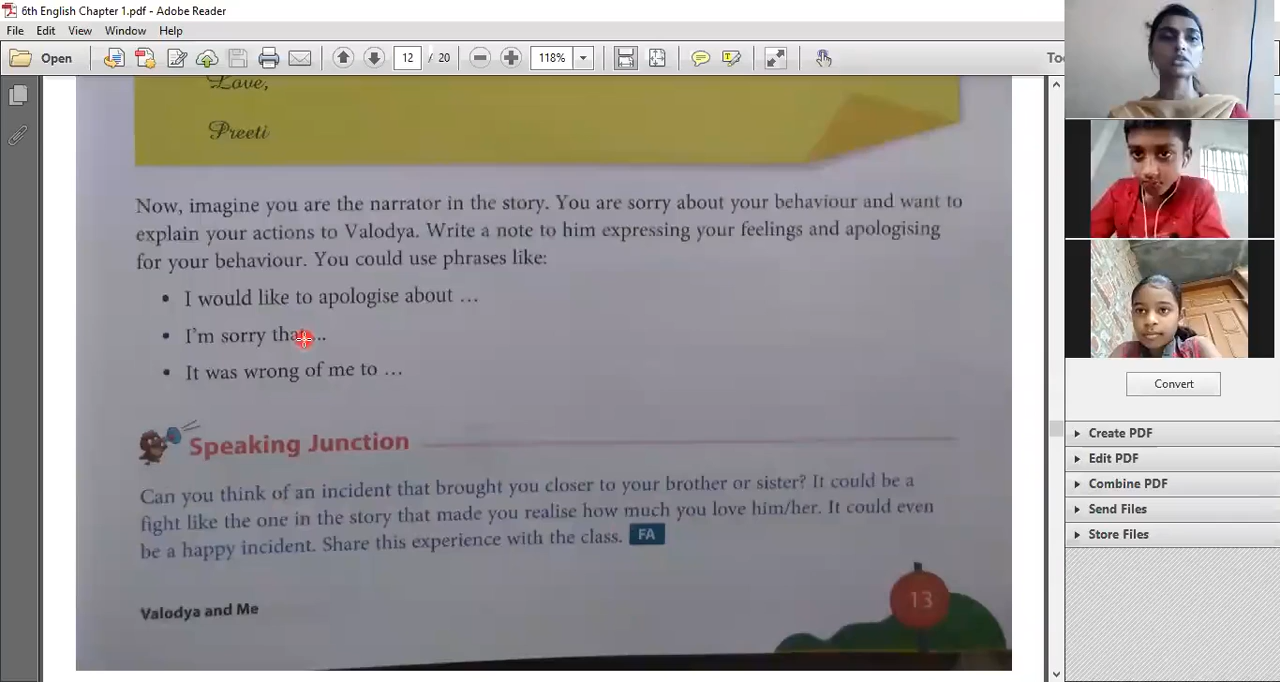 6th English Chapter 1.pdf - Adobe Reader
File Edit View Window Help
Open 12 / 20 118%
Love,
Preeti
Now, imagine you are the narrator in the story. You are sorry about your behaviour and want to
explain your actions to Valodya. Write a note to him expressing your feelings and apologising
for your behaviour. You could use phrases like:
• I would like to apologise about ...
• I'm sorry that ...
• It was wrong of me to ...
Speaking Junction
Can you think of an incident that brought you closer to your brother or sister? It could be a
fight like the one in the story that made you realise how much you love him/her. It could even
be a happy incident. Share this experience with the class. FA
Valodya and Me
13
Convert
Create PDF
Edit PDF
Combine PDF
Send Files
Store Files